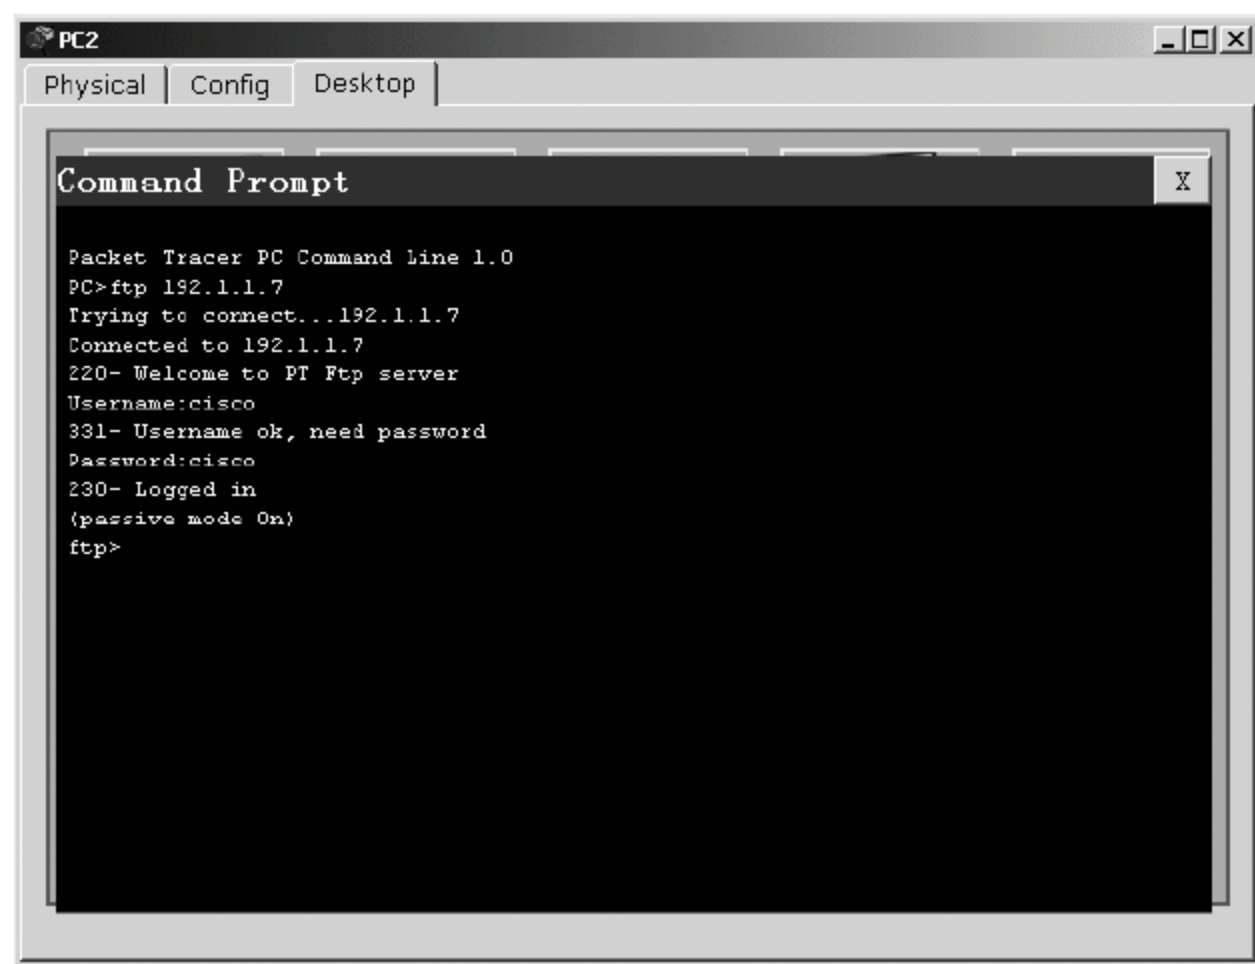 PC2
Physical Config Desktop
Command Prompt X
Packet Tracer PC Command Line 1.0
PC>ftp 192.1.1.7
Trying to connect...192.1.1.7
Connected to 192.1.1.7
220- Welcome to PT Ftp server
Username:cisco
331- Username ok, need password
Password:cisco
230- Logged in
(passive mode On)
ftp>